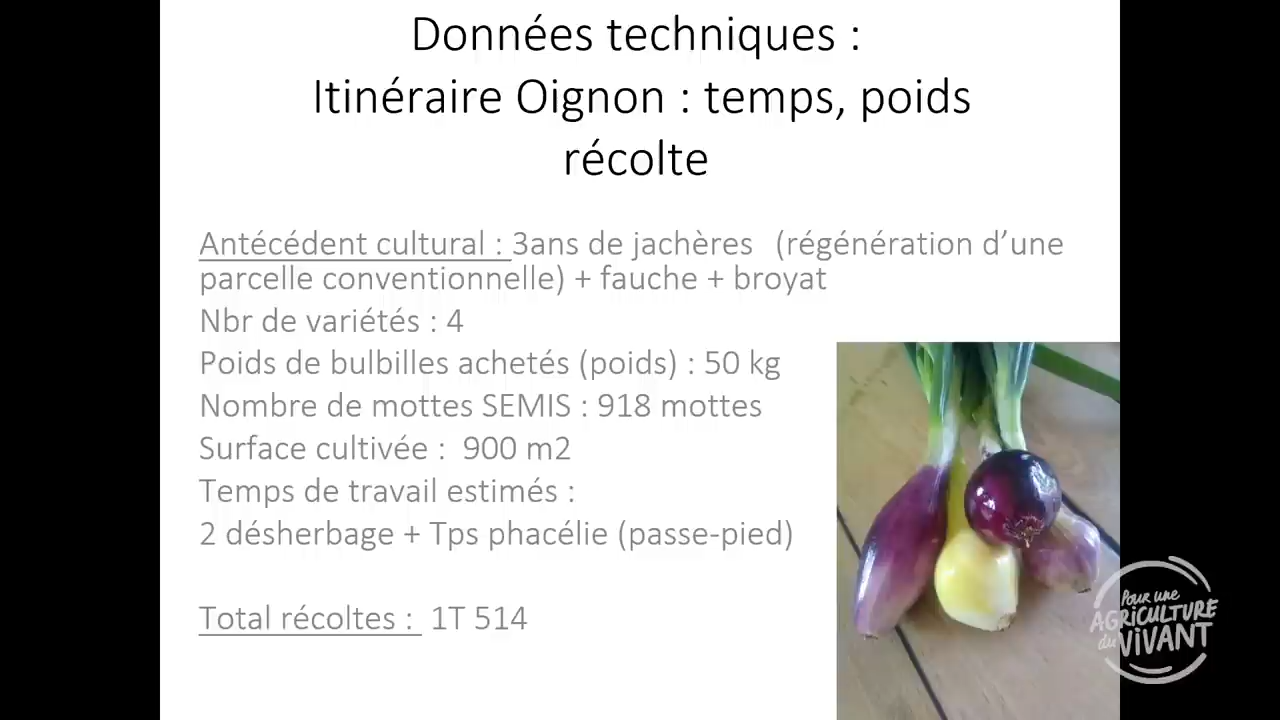 Données techniques :
Itinéraire Oignon : temps, poids
récolte
Antécédent cultural : 3ans de jachères (régénération d’une
parcelle conventionnelle) + fauche + broyat
Nbr de variétés : 4
Poids de bulbilles achetés (poids) : 50 kg
Nombre de mottes SEMIS : 918 mottes
Surface cultivée : 900 m2
Temps de travail estimés :
2 désherbage + Tps phacélie (passe-pied)
Total récoltes : 1T 514
Pour une
AGRiCULTURE
du ViVANT